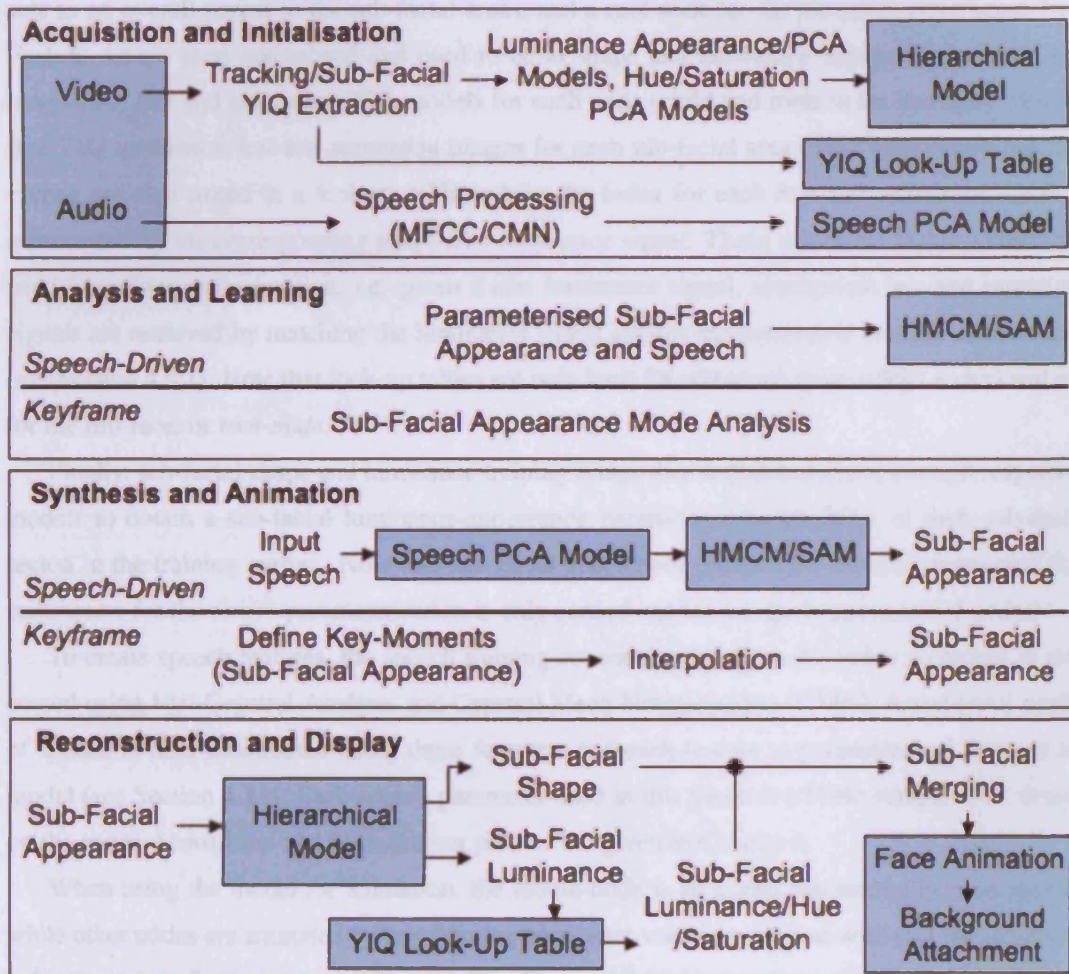 Acquisition and Initialisation
Video
Tracking/Sub-Facial
YIQ Extraction
Luminance Appearance/PCA
Models, Hue/Saturation
PCA Models
Hierarchical
Model
YIQ Look-Up Table
Audio
Speech Processing
(MFCC/CMN)
Speech PCA Model
Analysis and Learning
Speech-Driven
Parameterised Sub-Facial
Appearance and Speech
HMCM/SAM
Keyframe
Sub-Facial Appearance Mode Analysis
Synthesis and Animation
Speech-Driven
Input
Speech
Speech PCA Model
HMCM/SAM
Sub-Facial
Appearance
Keyframe
Define Key-Moments
(Sub-Facial Appearance)
Interpolation
Sub-Facial
Appearance
Reconstruction and Display
Sub-Facial
Appearance
Hierarchical
Model
Sub-Facial
Shape
Sub-Facial
Luminance
YIQ Look-Up Table
Sub-Facial
Luminance/Hue
/Saturation
Sub-Facial
Merging
Face Animation
Background
Attachment